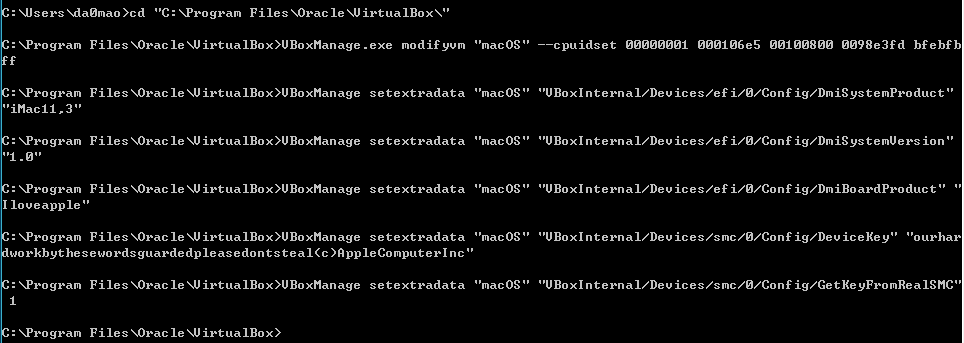 C:\Users\da0mao>cd "C:\Program Files\Oracle\VirtualBox\"
C:\Program Files\Oracle\VirtualBox>VBoxManage.exe modifyvm "macOS" --cpuidset 00000001 000106e5 00100800 0098e3fd bfebfb
ff
C:\Program Files\Oracle\VirtualBox>VBoxManage setextradata "macOS" "VBoxInternal/Devices/efi/0/Config/DmiSystemProduct"
"iMac11,3"
C:\Program Files\Oracle\VirtualBox>VBoxManage setextradata "macOS" "VBoxInternal/Devices/efi/0/Config/DmiSystemVersion"
"1.0"
C:\Program Files\Oracle\VirtualBox>VBoxManage setextradata "macOS" "VBoxInternal/Devices/efi/0/Config/DmiBoardProduct" "
Iloveapple"
C:\Program Files\Oracle\VirtualBox>VBoxManage setextradata "macOS" "VBoxInternal/Devices/smc/0/Config/DeviceKey" "ourhar
dworkbythesewordsguardedpleasedontsteal(c)AppleComputerInc"
C:\Program Files\Oracle\VirtualBox>VBoxManage setextradata "macOS" "VBoxInternal/Devices/smc/0/Config/GetKeyFromRealSMC"
1
C:\Program Files\Oracle\VirtualBox>